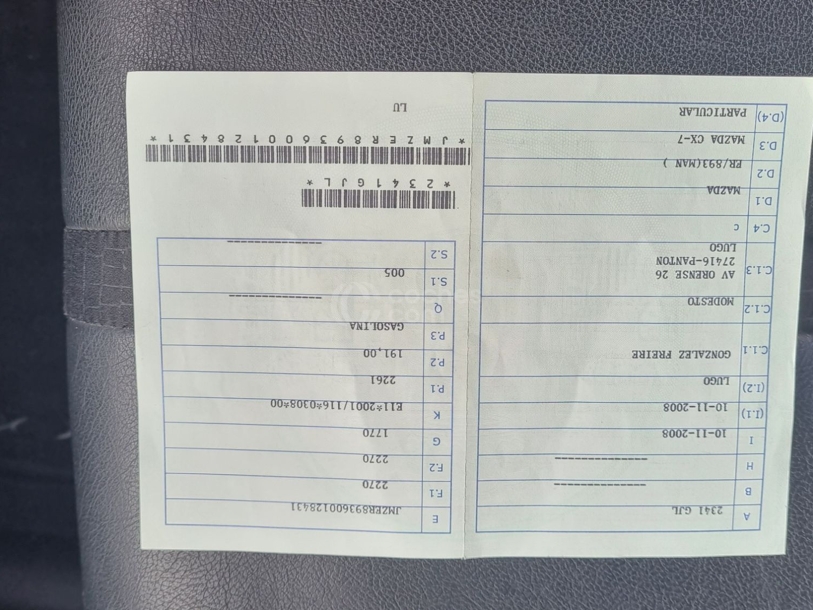 A 2341 GJL
B ---------------
H ---------------
I 10-11-2008
(I.1) 10-11-2008
(I.2) LUGO
C.1.1 GONZALEZ FREIRE
C.1.2 MODESTO
C.1.3 AV ORENSE 26
27416-PANTON
LUGO
C.4 c
D.1 MAZDA
D.2 ER/893(MAN )
D.3 MAZDA CX-7
(D.4) PARTICULAR
E JMZER893600128431
F.1 2270
F.2 2270
G 1770
K E11*2001/116*0308*00
P.1 2261
P.2 191,00
P.3 GASOLINA
Q ---------------
S.1 005
S.2 ---------------
*2341GJL*
*JMZER893600128431*
LU